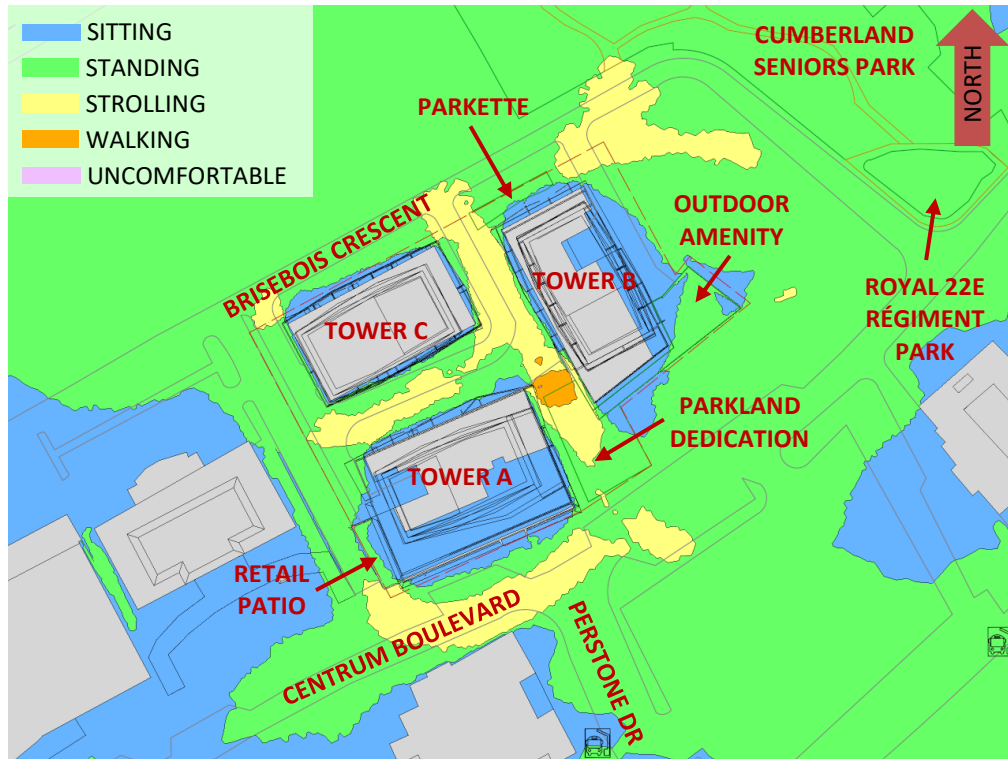 SITTING
STANDING
STROLLING
WALKING
UNCOMFORTABLE
CUMBERLAND
SENIORS PARK
NORTH
PARKETTE
OUTDOOR
AMENITY
BRISEBOIS CRESCENT
TOWER B
TOWER C
ROYAL 22E
RÉGIMENT
PARK
PARKLAND
DEDICATION
TOWER A
RETAIL
PATIO
CENTRUM BOULEVARD
PERSTONE DR